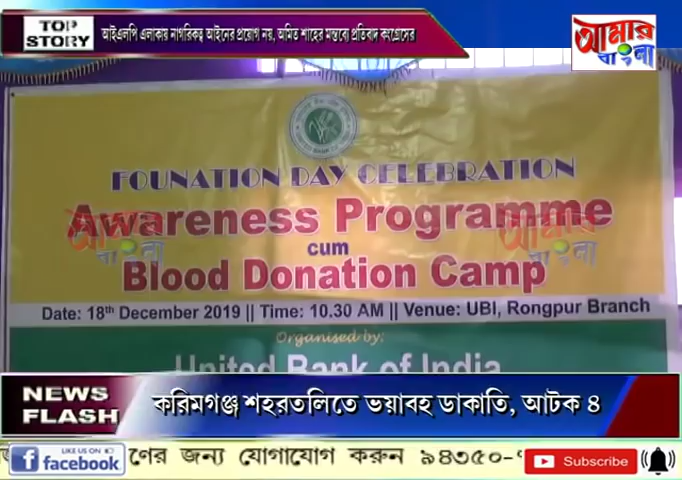 TOP
STORY
আইএলপি এলাকায় নাগরিকত্ব আইনের প্রয়োগ নয়, অমিত শাহের মন্তব্যে প্রতিবাদ কংগ্রেসের
আমার
বাংলা
FOUNATION DAY CELEBRATION
Awareness Programme
cum
Blood Donation Camp
Date: 18th December 2019 || Time: 10.30 AM || Venue: UBI, Rongpur Branch
Organised by:
United Bank of India
NEWS
FLASH
করিমগঞ্জ শহরতলিতে ভয়াবহ ডাকাতি, আটক ৪
LIKE US ON
facebook
ণের জন্য যোগাযোগ করুন ৯৪৩৫০-
Subscribe